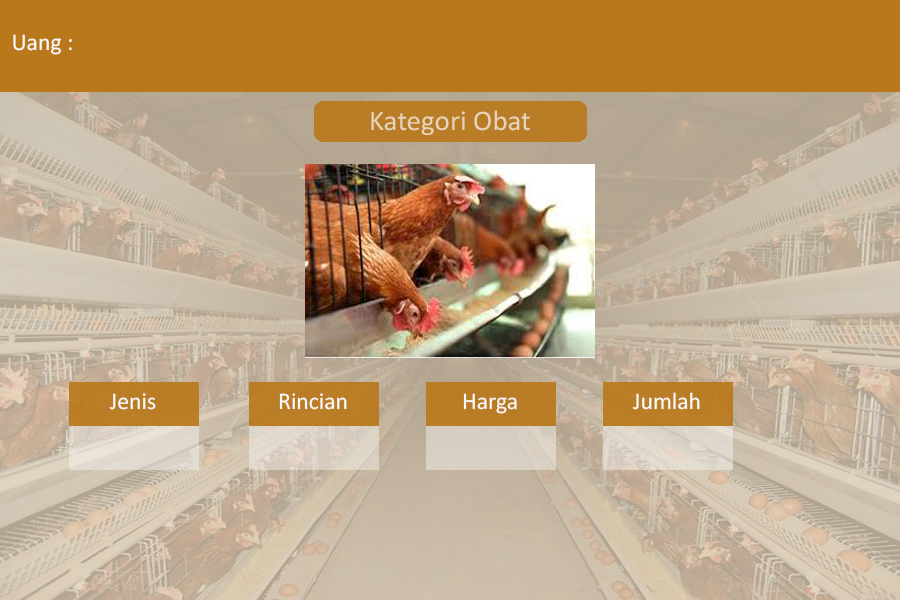 Uang :
Kategori Obat
Jenis
Rincian
Harga
Jumlah